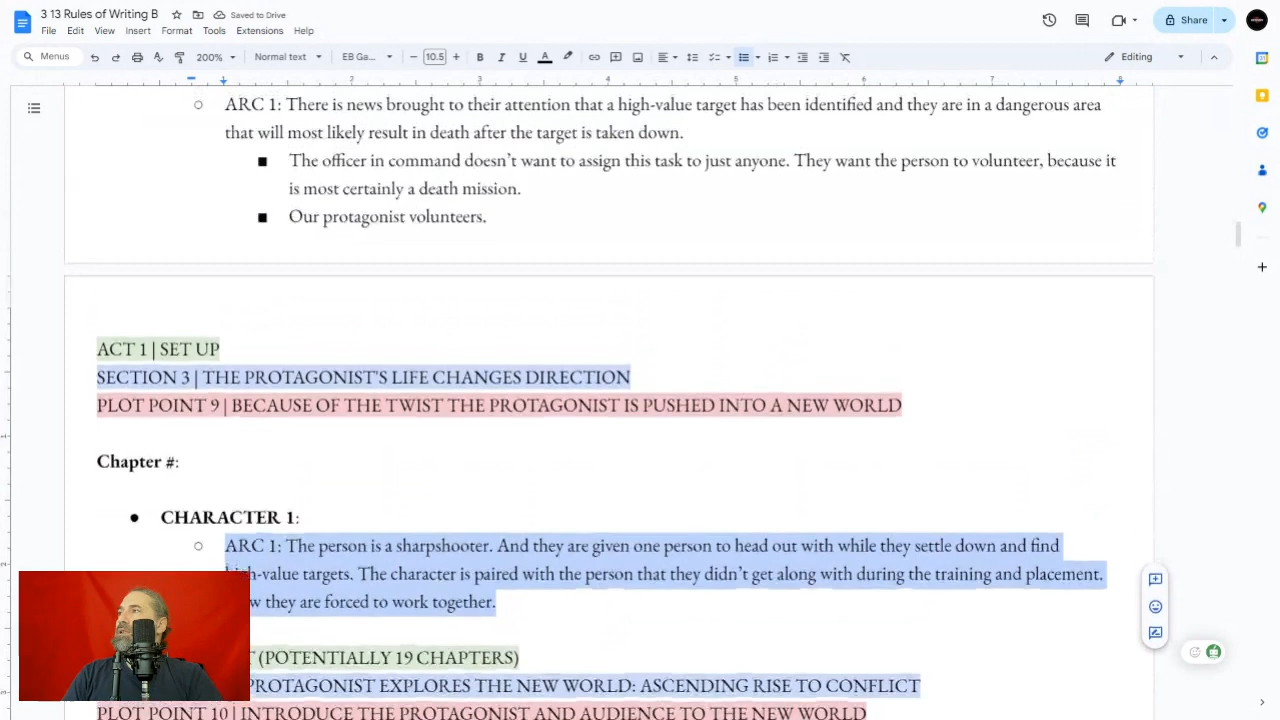 3 13 Rules of Writing B
Saved to Drive
File Edit View Insert Format Tools Extensions Help
Share
Menus
200%
Normal text
EB Ga...
10.5
Editing
2 3 4 5 6 7
ARC 1: There is news brought to their attention that a high-value target has been identified and they are in a dangerous area
that will most likely result in death after the target is taken down.
The officer in command doesn’t want to assign this task to just anyone. They want the person to volunteer, because it
is most certainly a death mission.
Our protagonist volunteers.
ACT 1 | SET UP
SECTION 3 | THE PROTAGONIST'S LIFE CHANGES DIRECTION
PLOT POINT 9 | BECAUSE OF THE TWIST THE PROTAGONIST IS PUSHED INTO A NEW WORLD
Chapter #:
CHARACTER 1:
ARC 1: The person is a sharpshooter. And they are given one person to head out with while they settle down and find
high-value targets. The character is paired with the person that they didn’t get along with during the training and placement.
they are forced to work together.
(POTENTIALLY 19 CHAPTERS)
PROTAGONIST EXPLORES THE NEW WORLD: ASCENDING RISE TO CONFLICT
PLOT POINT 10 | INTRODUCE THE PROTAGONIST AND AUDIENCE TO THE NEW WORLD